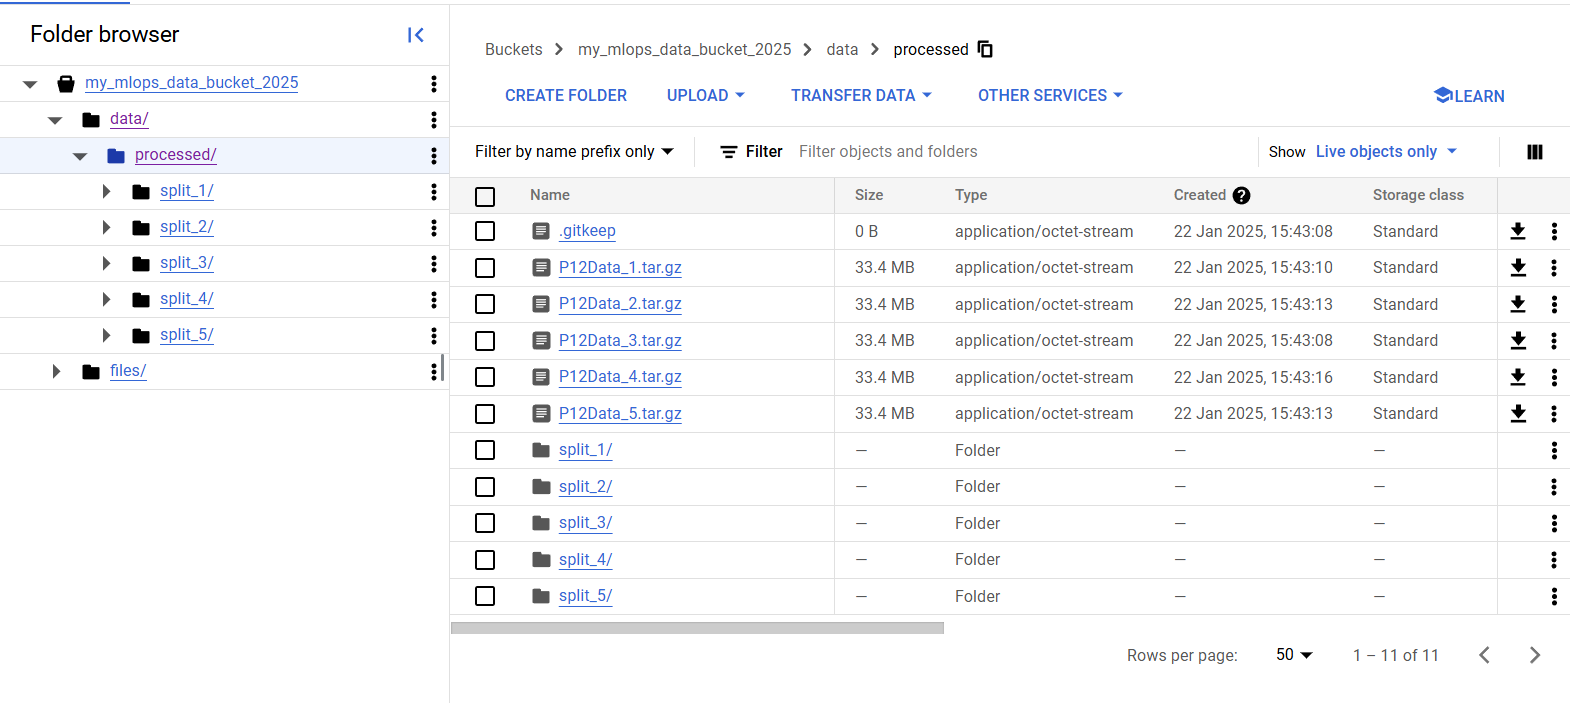 Folder browser
my_mlops_data_bucket_2025
data/
processed/
split_1/
split_2/
split_3/
split_4/
split_5/
files/
Buckets my_mlops_data_bucket_2025 data processed
CREATE FOLDER UPLOAD TRANSFER DATA OTHER SERVICES LEARN
Filter by name prefix only Filter Filter objects and folders Show Live objects only
Name Size Type Created ? Storage class
.gitkeep 0 B application/octet-stream 22 Jan 2025, 15:43:08 Standard
P12Data_1.tar.gz 33.4 MB application/octet-stream 22 Jan 2025, 15:43:10 Standard
P12Data_2.tar.gz 33.4 MB application/octet-stream 22 Jan 2025, 15:43:13 Standard
P12Data_3.tar.gz 33.4 MB application/octet-stream 22 Jan 2025, 15:43:08 Standard
P12Data_4.tar.gz 33.4 MB application/octet-stream 22 Jan 2025, 15:43:16 Standard
P12Data_5.tar.gz 33.4 MB application/octet-stream 22 Jan 2025, 15:43:13 Standard
split_1/ — Folder — —
split_2/ — Folder — —
split_3/ — Folder — —
split_4/ — Folder — —
split_5/ — Folder — —
Rows per page: 50 1 – 11 of 11